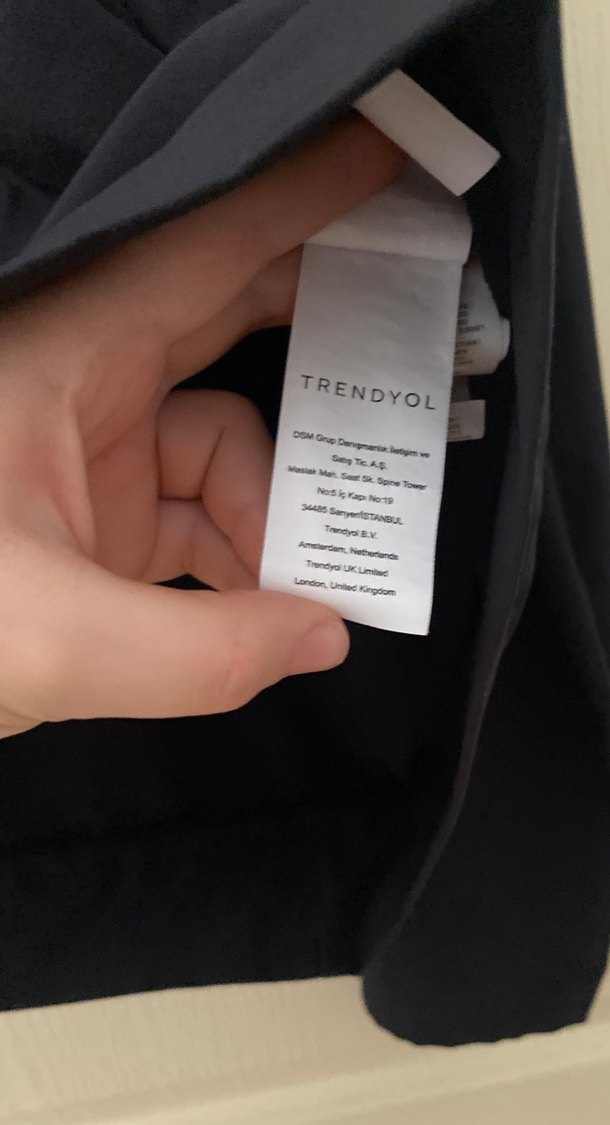 TRENDYOL
DSM Grup Danışmanlık İletişim ve
Satış Tic. A.Ş.
Maslak Mah. Saat Sk. Spine Tower
No:5 İç Kapı No:19
34485 Sarıyer/İSTANBUL
Trendyol B.V.
Amsterdam, Netherlands
Trendyol UK Limited
London, United Kingdom